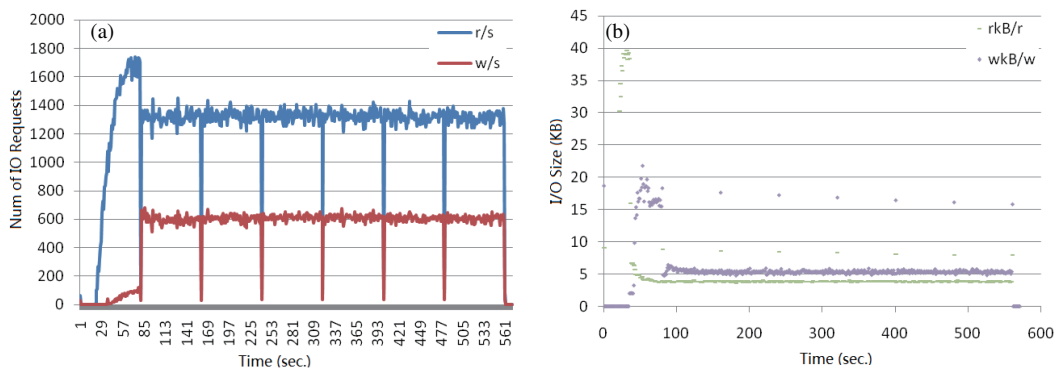 (a)
r/s
w/s
2000
1800
1600
1400
1200
1000
800
600
400
200
0
Num of IO Requests
1 29 57 85 113 141 169 197 225 253 281 309 337 365 393 421 449 477 505 533 561
Time (sec.)
(b)
rkB/r
wkB/w
45
40
35
30
25
20
15
10
5
0
I/O Size (KB)
0 100 200 300 400 500 600
Time (sec.)